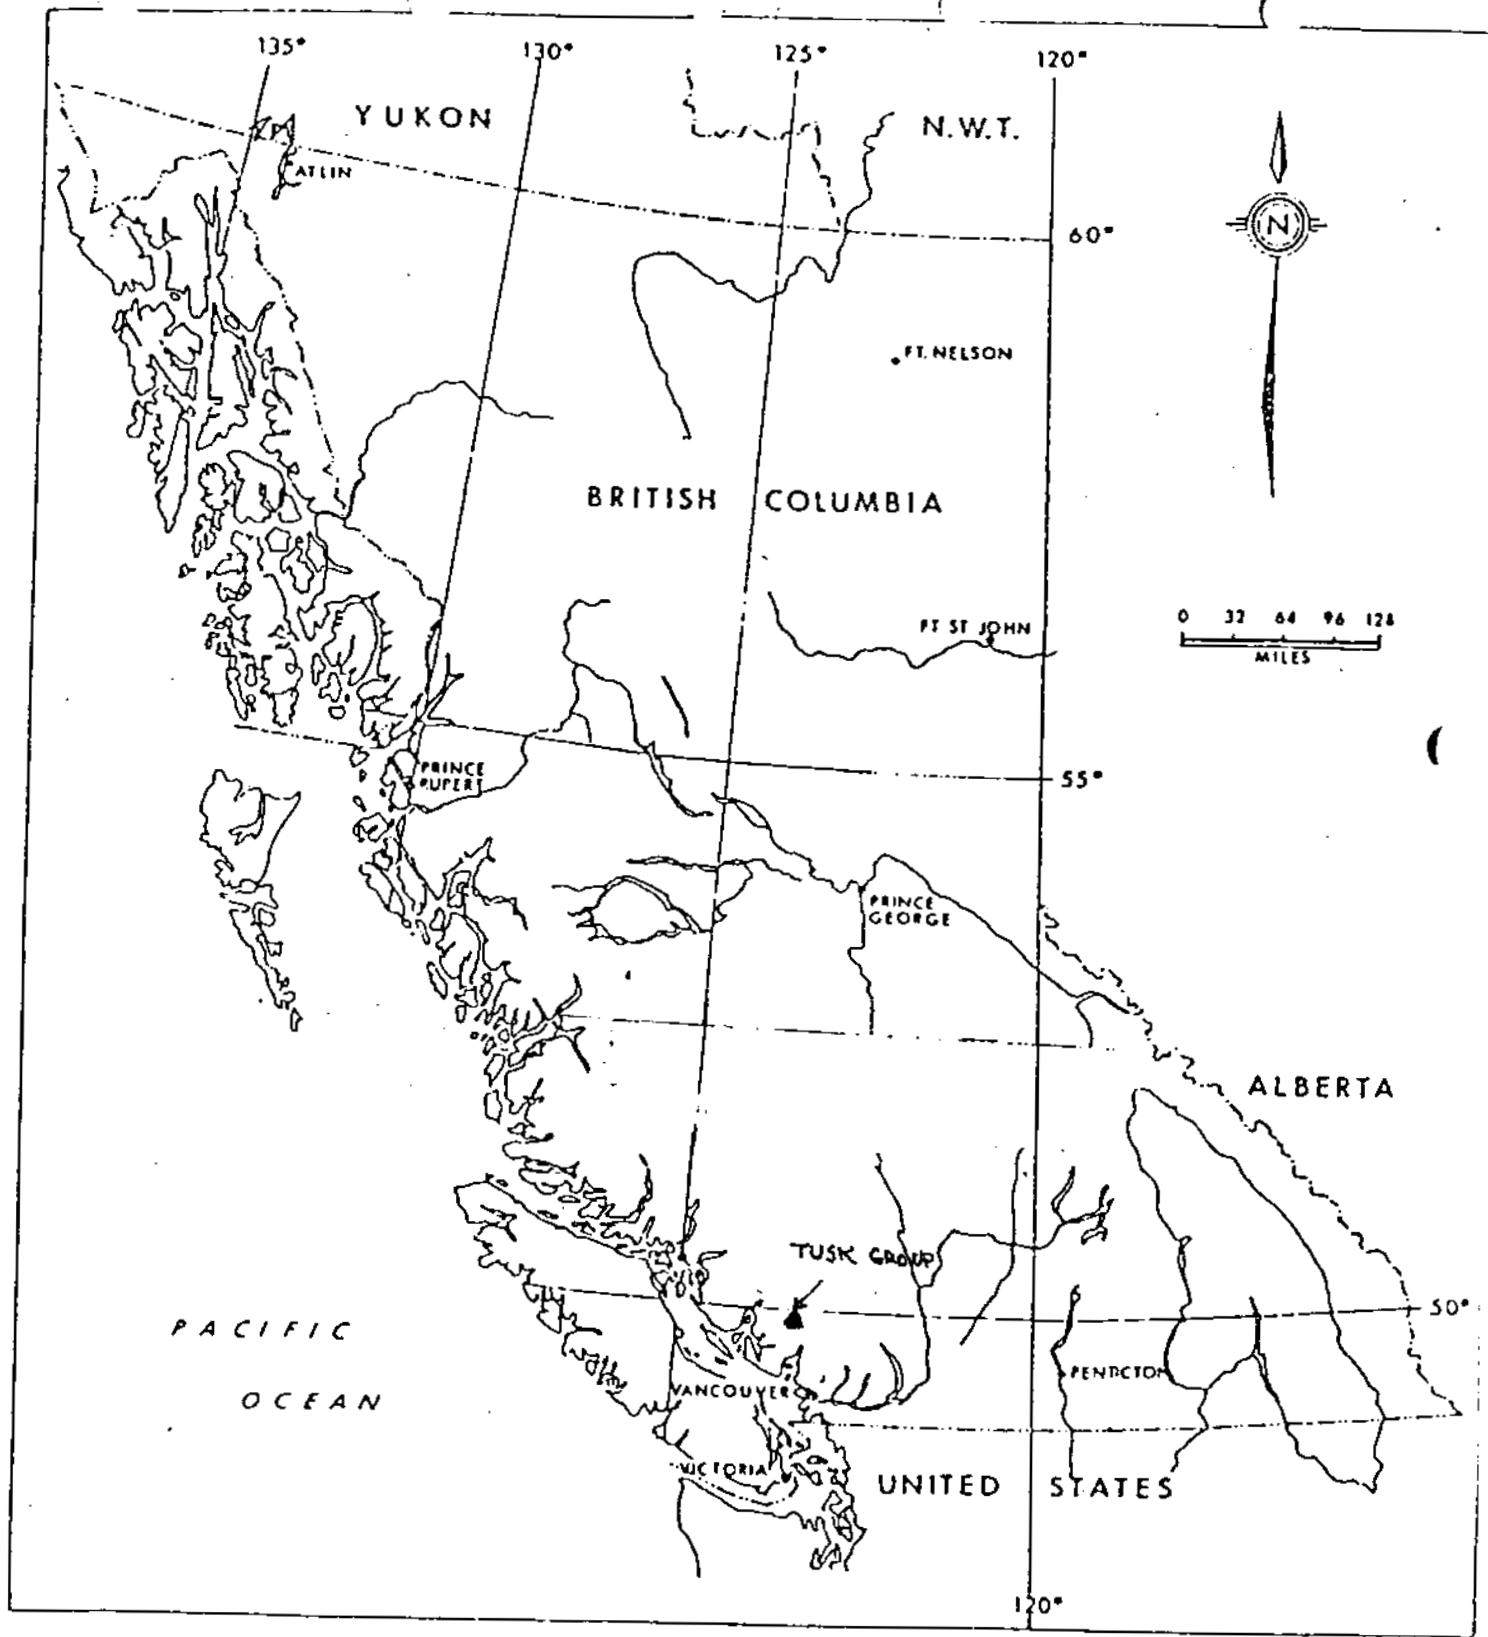 135° 130° 125° 120°
YUKON
N.W.T.
ATLIN
N
60°
FT. NELSON
BRITISH COLUMBIA
0 32 64 96 128
MILES
FT ST JOHN
55°
PRINCE
RUPERT
PRINCE
GEORGE
ALBERTA
TUSK GROUP
50°
PACIFIC
OCEAN
PENTICTON
VANCOUVER
VICTORIA
UNITED STATES
120°